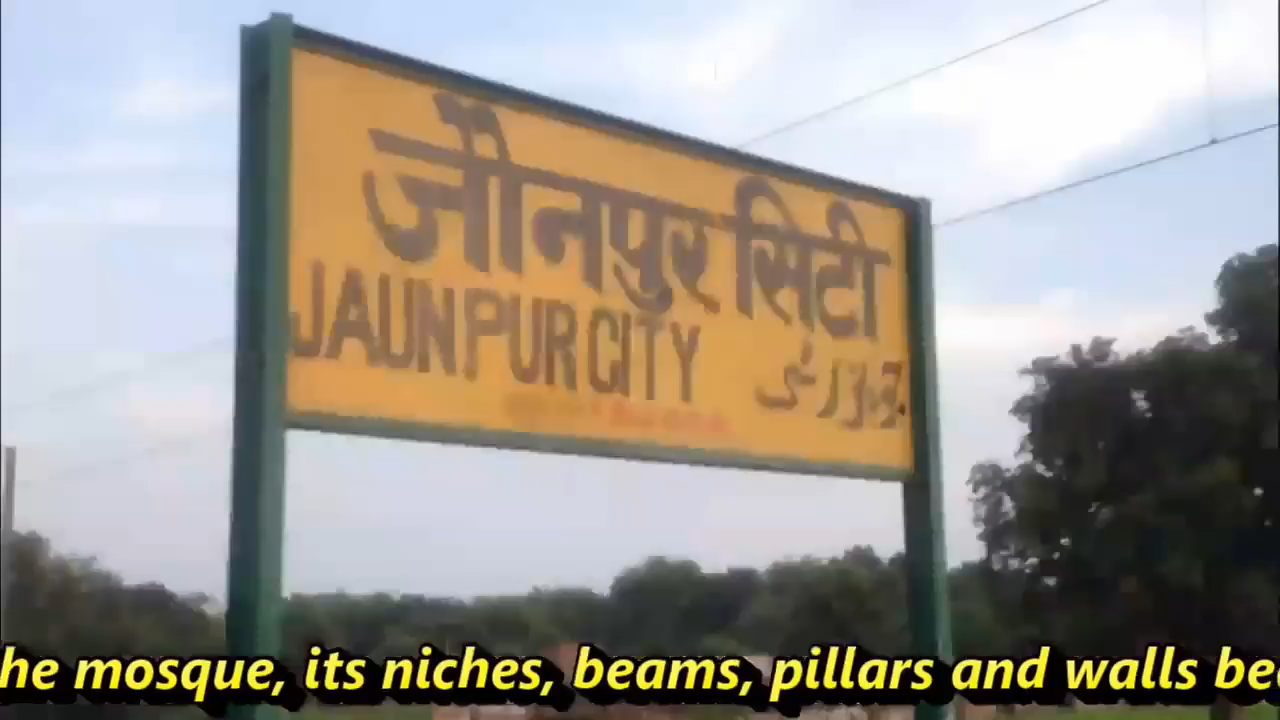 जौनपुर सिटी
JAUNPUR CITY
he mosque, its niches, beams, pillars and walls be